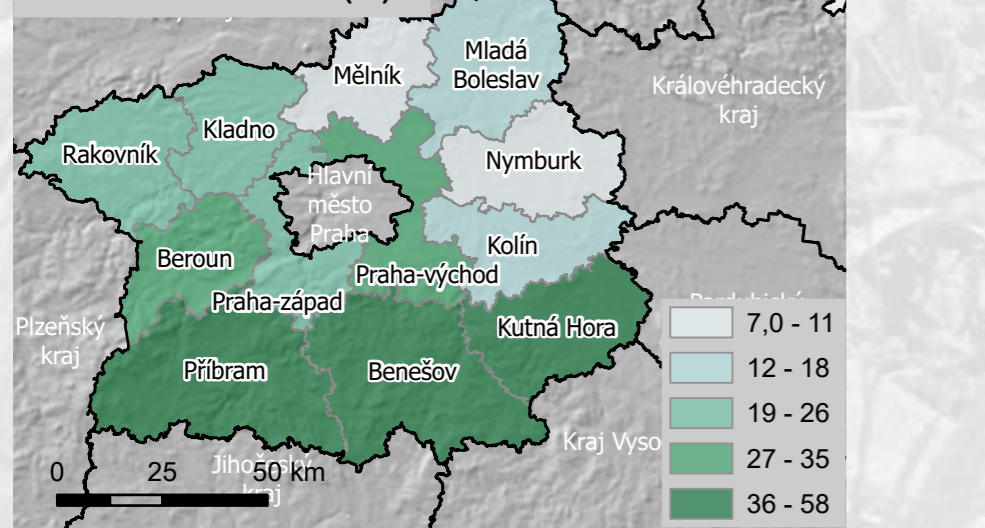 Mělník
Mladá
Boleslav
Královéhradecký
kraj
Kladno
Rakovník
Nymburk
Hlavní
město
Praha
Beroun
Kolín
Praha-východ
Praha-západ
Kutná Hora
Plzeňský
kraj
Příbram
Benešov
Kraj Vyso
Jihočeský
kraj
0 25 50 km
7,0 - 11
12 - 18
19 - 26
27 - 35
36 - 58